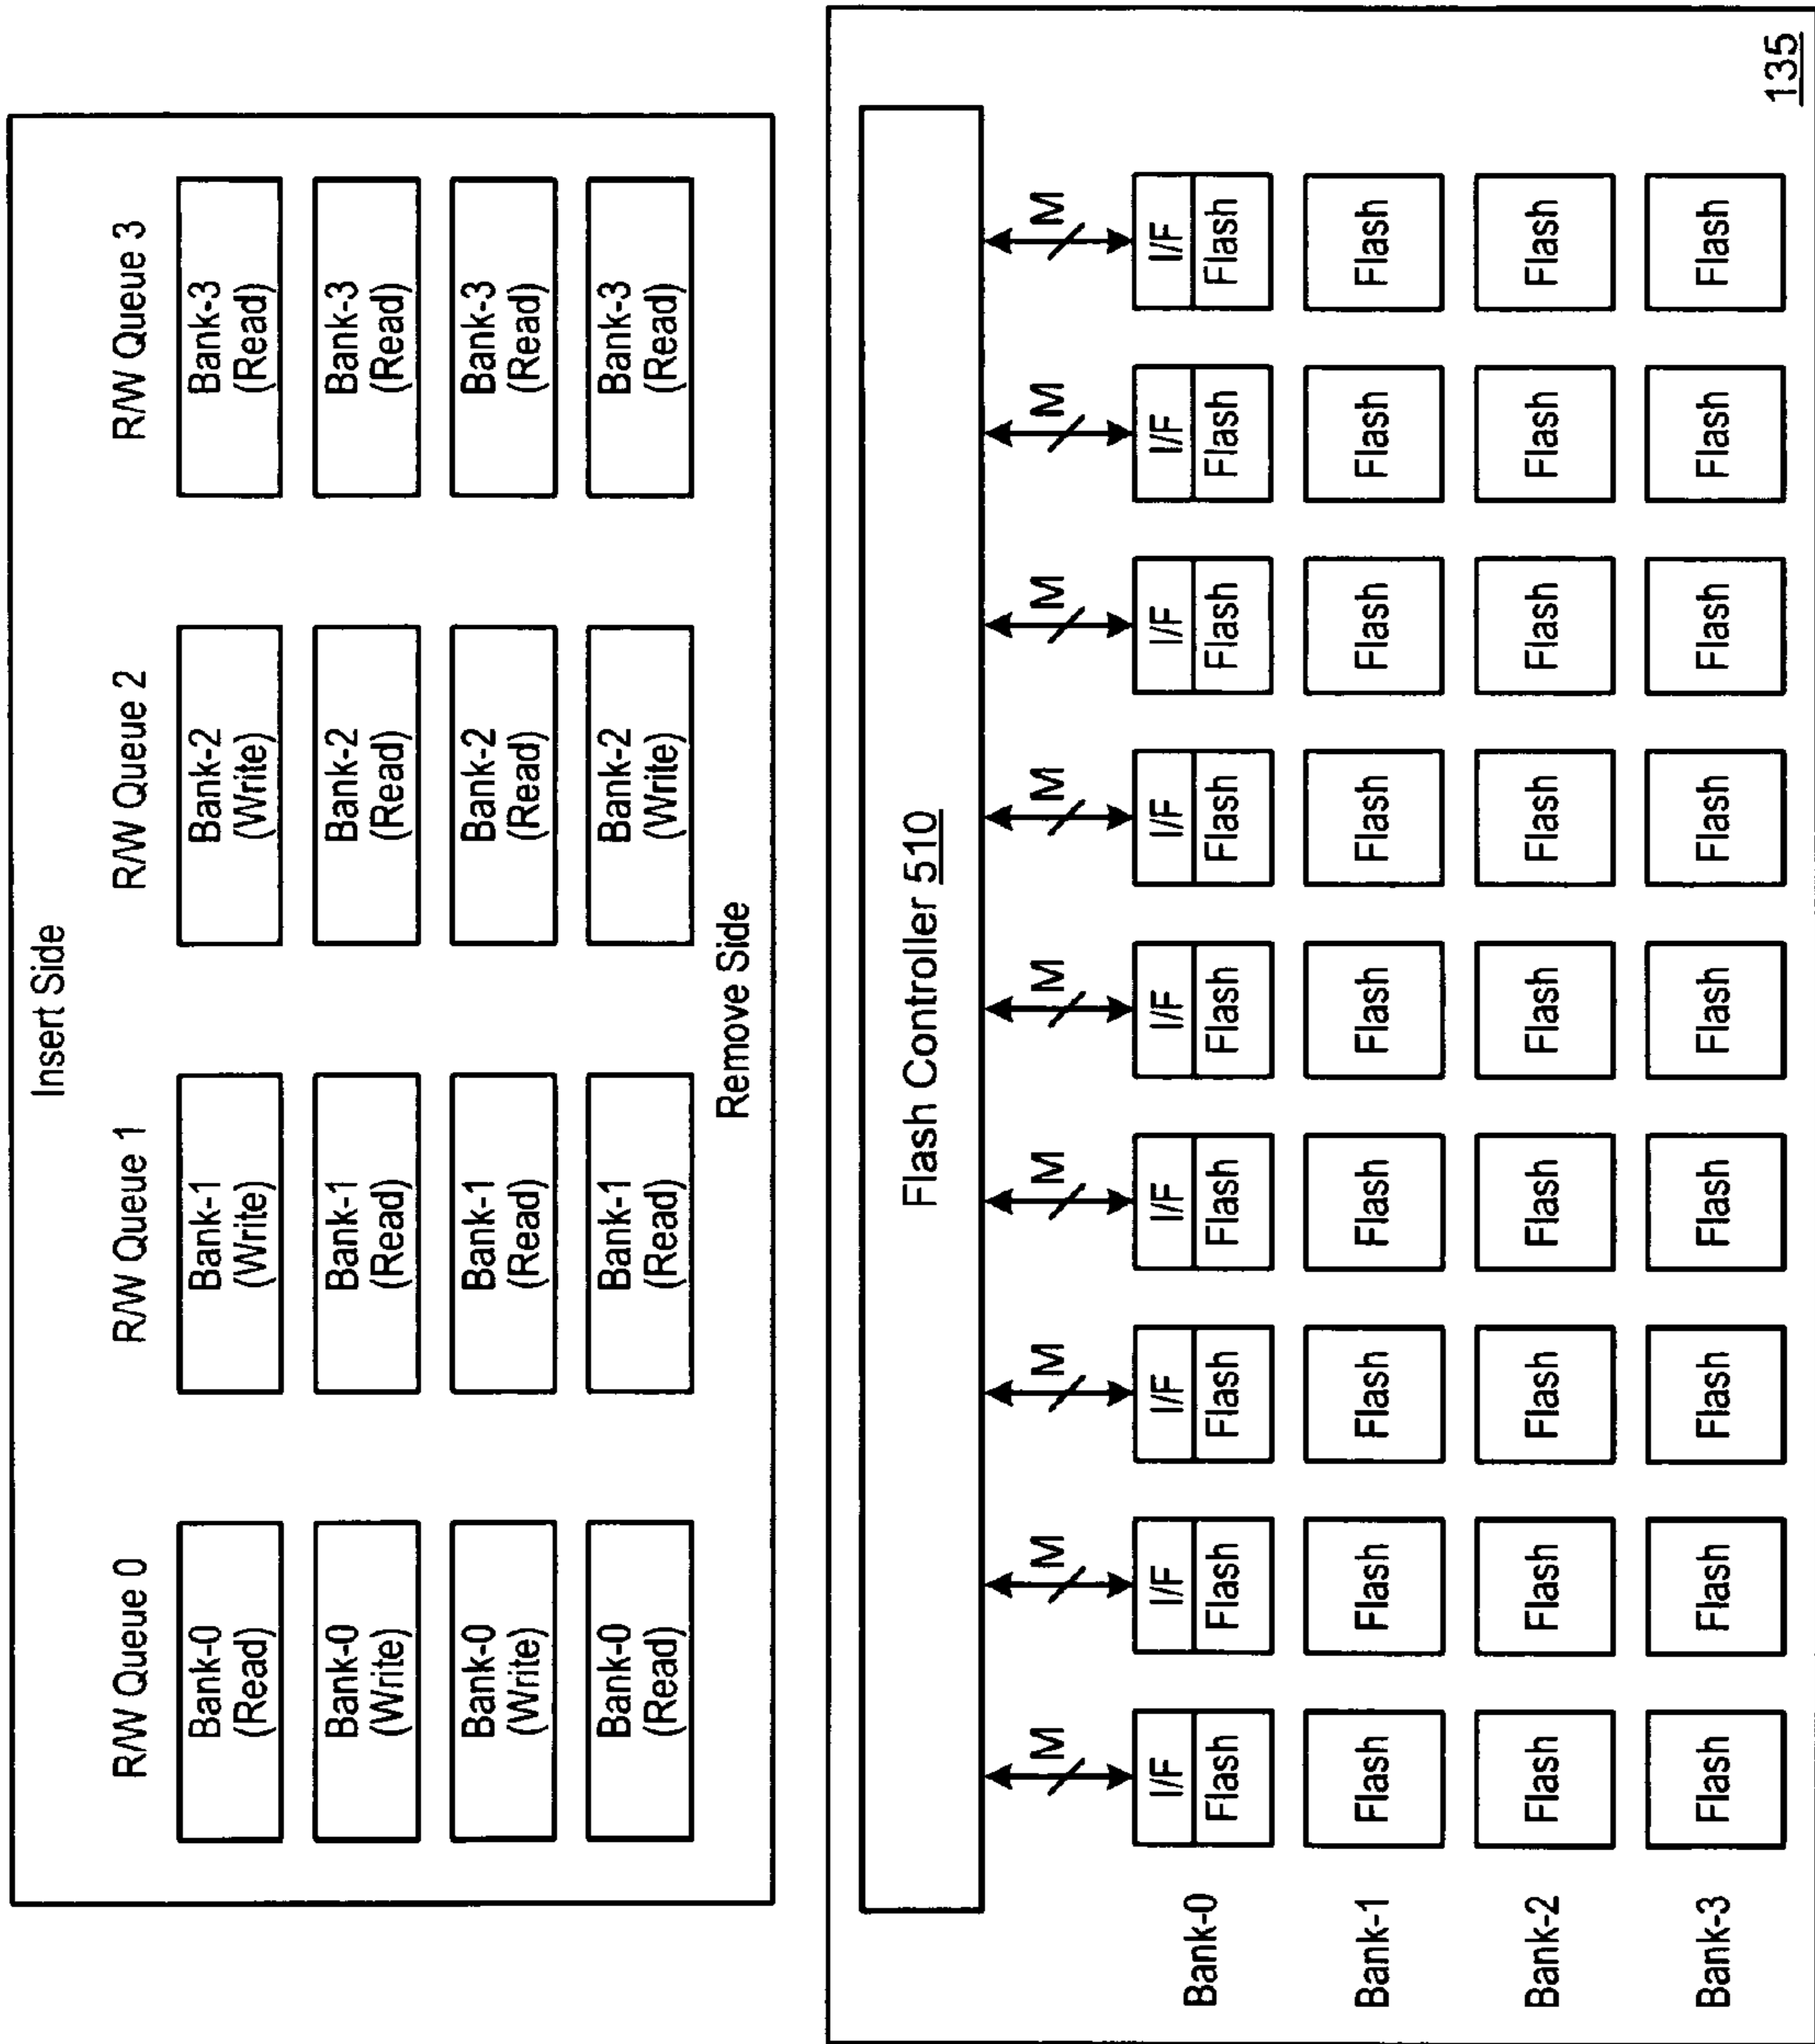 Insert Side
R/W Queue 0 R/W Queue 1 R/W Queue 2 R/W Queue 3
Bank-0 Bank-1 Bank-2 Bank-3
(Read) (Write) (Write) (Read)
Bank-0 Bank-1 Bank-2 Bank-3
(Write) (Read) (Read) (Read)
Bank-0 Bank-1 Bank-2 Bank-3
(Write) (Read) (Read) (Read)
Bank-0 Bank-1 Bank-2 Bank-3
(Read) (Read) (Write) (Read)
Remove Side
Flash Controller 510
M M M M M M M M M
I/F I/F I/F I/F I/F I/F I/F I/F I/F
Bank-0 Flash Flash Flash Flash Flash Flash Flash Flash Flash
Bank-1 Flash Flash Flash Flash Flash Flash Flash Flash Flash
Bank-2 Flash Flash Flash Flash Flash Flash Flash Flash Flash
Bank-3 Flash Flash Flash Flash Flash Flash Flash Flash Flash
135